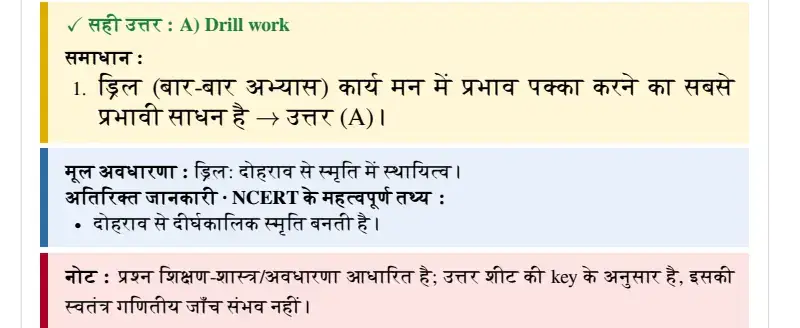 ✓ सही उत्तर : A) Drill work
समाधान :
1. ड्रिल (बार-बार अभ्यास) कार्य मन में प्रभाव पक्का करने का सबसे
प्रभावी साधन है → उत्तर (A)।
मूल अवधारणा : ड्रिल: दोहराव से स्मृति में स्थायित्व।
अतिरिक्त जानकारी · NCERT के महत्वपूर्ण तथ्य :
• दोहराव से दीर्घकालिक स्मृति बनती है।
नोट : प्रश्न शिक्षण-शास्त्र/अवधारणा आधारित है; उत्तर शीट की key के अनुसार है, इसकी
स्वतंत्र गणितीय जाँच संभव नहीं।